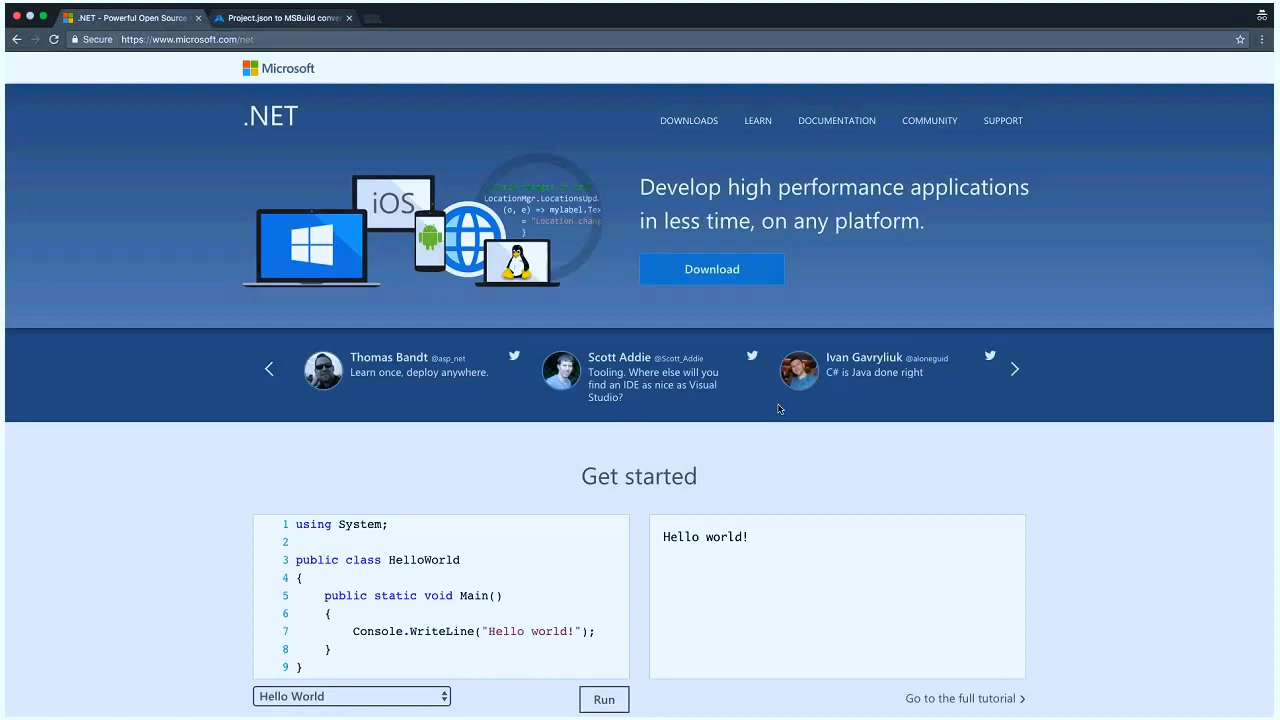 .NET - Powerful Open Source
Project.json to MSBuild conver
Secure
https://www.microsoft.com/net
Microsoft
.NET
DOWNLOADS
LEARN
DOCUMENTATION
COMMUNITY
SUPPORT
iOS
LocationMgr.LocationsUpd
(o, e) => mylabel.Tex
= "Location chang
}
Develop high performance applications
in less time, on any platform.
Download
Thomas Bandt @asp_net
Learn once, deploy anywhere.
Scott Addie @Scott_Addie
Tooling. Where else will you
find an IDE as nice as Visual
Studio?
Ivan Gavryliuk @aloneguid
C# is Java done right
Get started
1 using System;
2
3 public class HelloWorld
4 {
5 public static void Main()
6 {
7 Console.WriteLine("Hello world!");
8 }
9 }
Hello world!
Hello World
Run
Go to the full tutorial